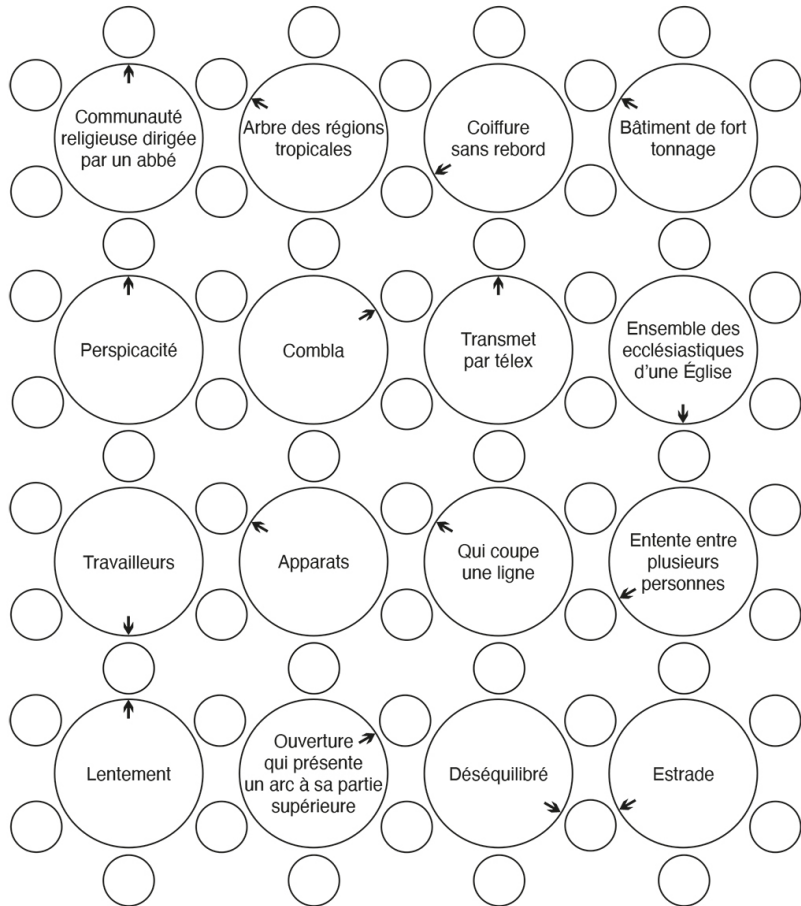 Communauté
religieuse dirigée
par un abbé
Arbre des régions
tropicales
Coiffure
sans rebord
Bâtiment de fort
tonnage
Perspicacité
Combla
Transmet
par télex
Ensemble des
ecclésiastiques
d'une Église
Travailleurs
Apparats
Qui coupe
une ligne
Entente entre
plusieurs
personnes
Lentement
Ouverture
qui présente
un arc à sa partie
supérieure
Déséquilibré
Estrade